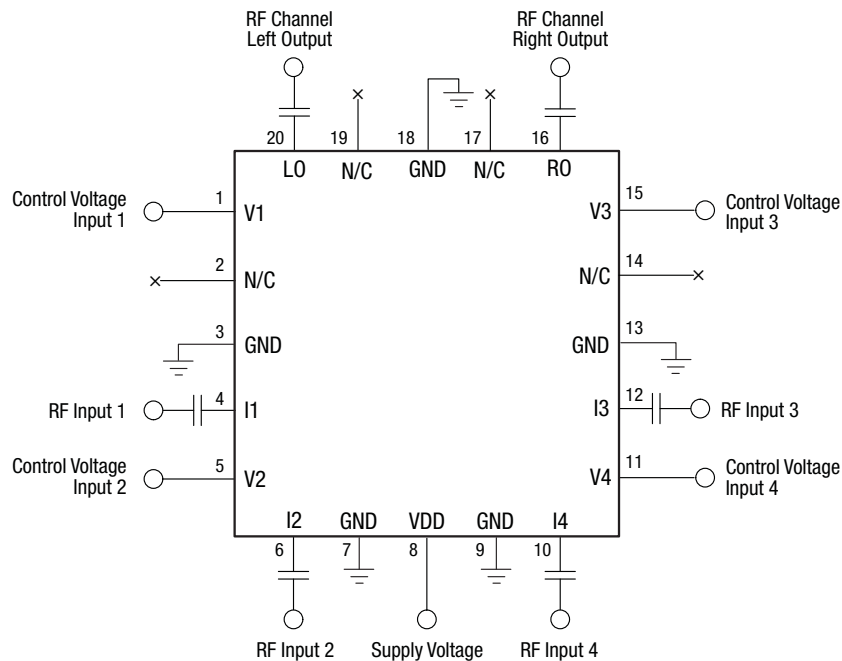 RF Channel
Left Output
RF Channel
Right Output
20
19
18
17
16
LO
N/C
GND
N/C
RO
Control Voltage
Input 1
1
V1
V3
15
Control Voltage
Input 3
2
N/C
N/C
14
3
GND
GND
13
RF Input 1
4
I1
I3
12
RF Input 3
Control Voltage
Input 2
5
V2
V4
11
Control Voltage
Input 4
I2
GND
VDD
GND
I4
6
7
8
9
10
RF Input 2
Supply Voltage
RF Input 4